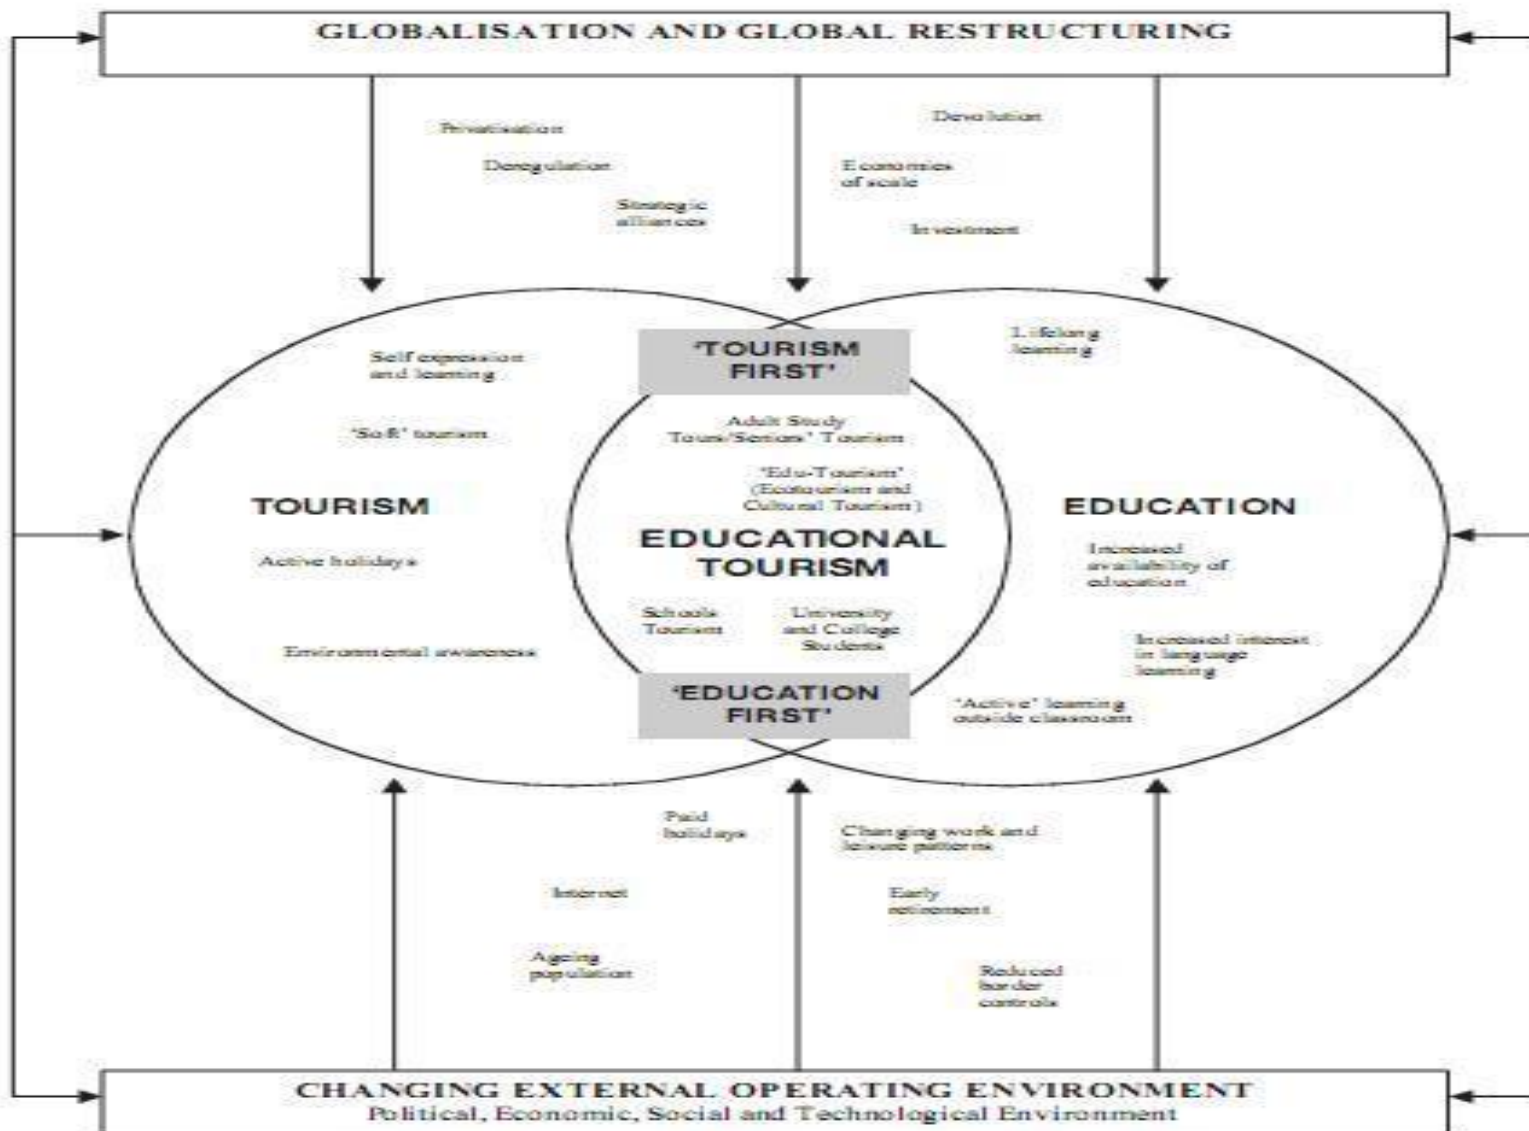 GLOBALISATION AND GLOBAL RESTRUCTURING
Privatisation
Deregulation
Strategic
alliances
Devolution
Economies
of scale
Investment
'TOURISM
FIRST'
Self expression
and learning
'Soft' tourism
TOURISM
Active holidays
Environmental awareness
Adult Study
Tours/Seniors' Tourism
'Edu-Tourism'
(Ecotourism and
Cultural Tourism)
EDUCATIONAL
TOURISM
Schools
Tourism
University
and College
Students
'EDUCATION
FIRST'
Lifelong
learning
EDUCATION
Increased
availability of
education
Increased interest
in language
learning
'Active' learning
outside classroom
Paid
holidays
Internet
Ageing
population
Changing work and
leisure patterns
Early
retirement
Reduced
border
controls
CHANGING EXTERNAL OPERATING ENVIRONMENT
Political, Economic, Social and Technological Environment